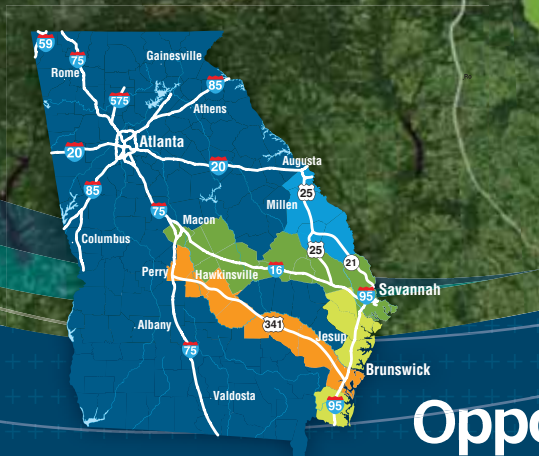 59
75
Rome
Gainesville
575
85
Athens
Atlanta
20
20
Augusta
85
25
Millen
75
Macon
Columbus
25
21
Perry
Hawkinsville
16
Savannah
95
Albany
341
Jesup
75
Brunswick
Valdosta
95
Oppo